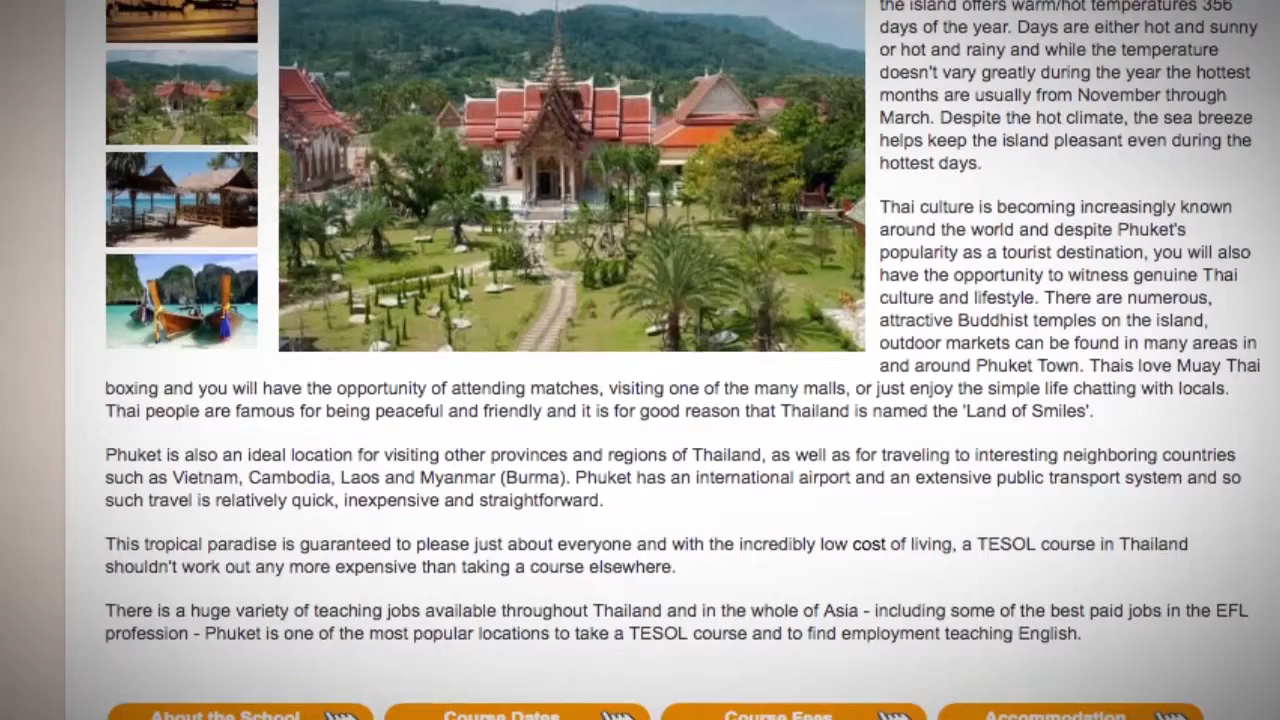 the island offers warm/hot temperatures 356
days of the year. Days are either hot and sunny
or hot and rainy and while the temperature
doesn't vary greatly during the year the hottest
months are usually from November through
March. Despite the hot climate, the sea breeze
helps keep the island pleasant even during the
hottest days.
Thai culture is becoming increasingly known
around the world and despite Phuket's
popularity as a tourist destination, you will also
have the opportunity to witness genuine Thai
culture and lifestyle. There are numerous,
attractive Buddhist temples on the island,
outdoor markets can be found in many areas in
and around Phuket Town. Thais love Muay Thai
boxing and you will have the opportunity of attending matches, visiting one of the many malls, or just enjoy the simple life chatting with locals.
Thai people are famous for being peaceful and friendly and it is for good reason that Thailand is named the 'Land of Smiles'.
Phuket is also an ideal location for visiting other provinces and regions of Thailand, as well as for traveling to interesting neighboring countries
such as Vietnam, Cambodia, Laos and Myanmar (Burma). Phuket has an international airport and an extensive public transport system and so
such travel is relatively quick, inexpensive and straightforward.
This tropical paradise is guaranteed to please just about everyone and with the incredibly low cost of living, a TESOL course in Thailand
shouldn't work out any more expensive than taking a course elsewhere.
There is a huge variety of teaching jobs available throughout Thailand and in the whole of Asia - including some of the best paid jobs in the EFL
profession - Phuket is one of the most popular locations to take a TESOL course and to find employment teaching English.
About the School
Course Dates
Course Fees
Accommodation